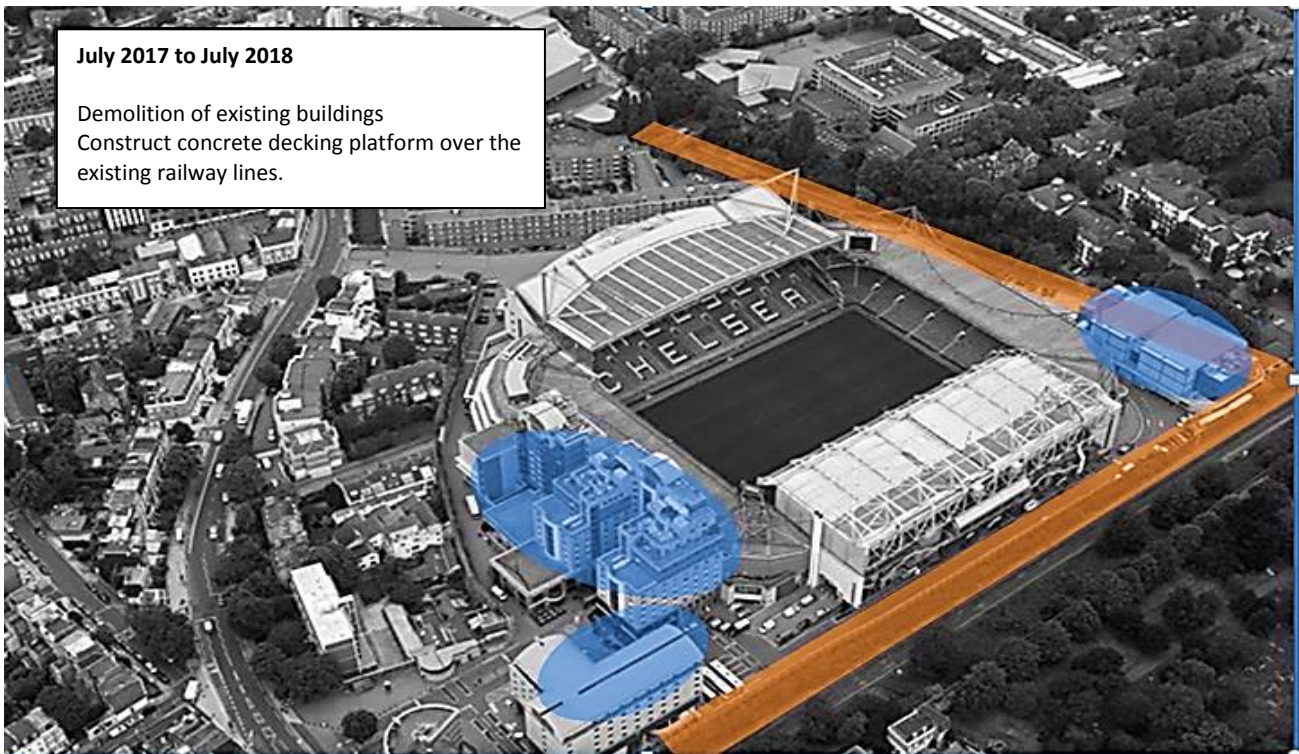 July 2017 to July 2018
Demolition of existing buildings
Construct concrete decking platform over the
existing railway lines.
CHELSEA